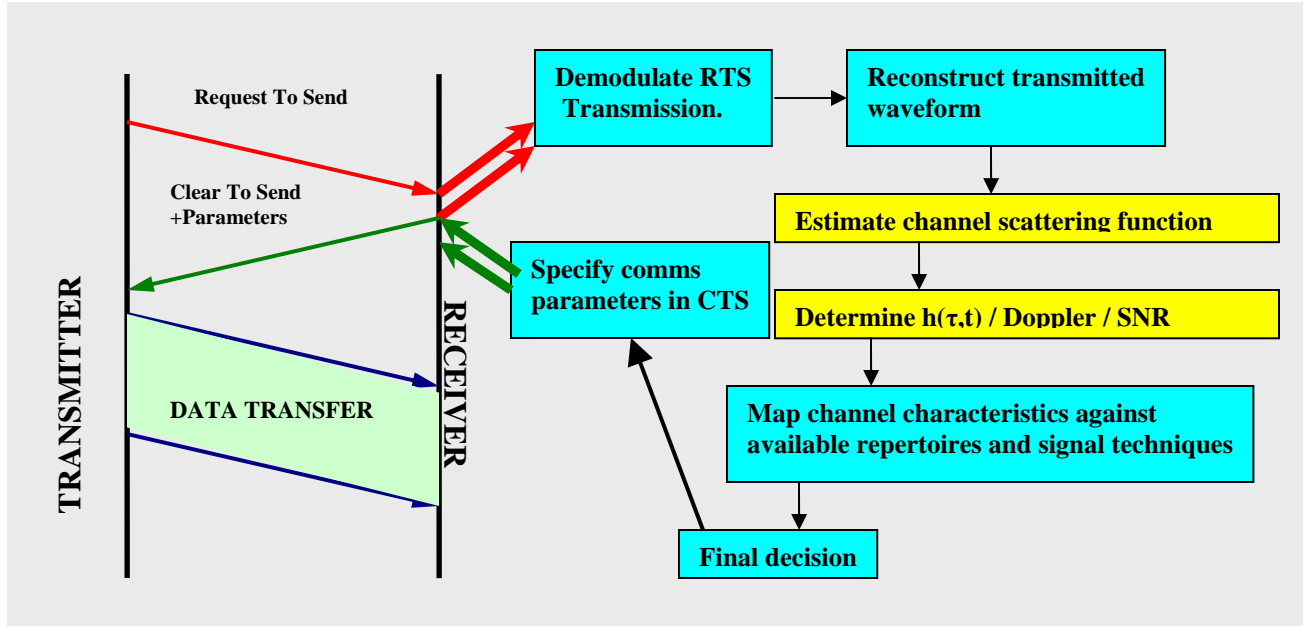 Request To Send
Clear To Send
+Parameters
TRANSMITTER
DATA TRANSFER
RECEIVER
Demodulate RTS
Transmission.
Reconstruct transmitted
waveform
Estimate channel scattering function
Determine h(τ,t) / Doppler / SNR
Map channel characteristics against
available repertoires and signal techniques
Final decision
Specify comms
parameters in CTS